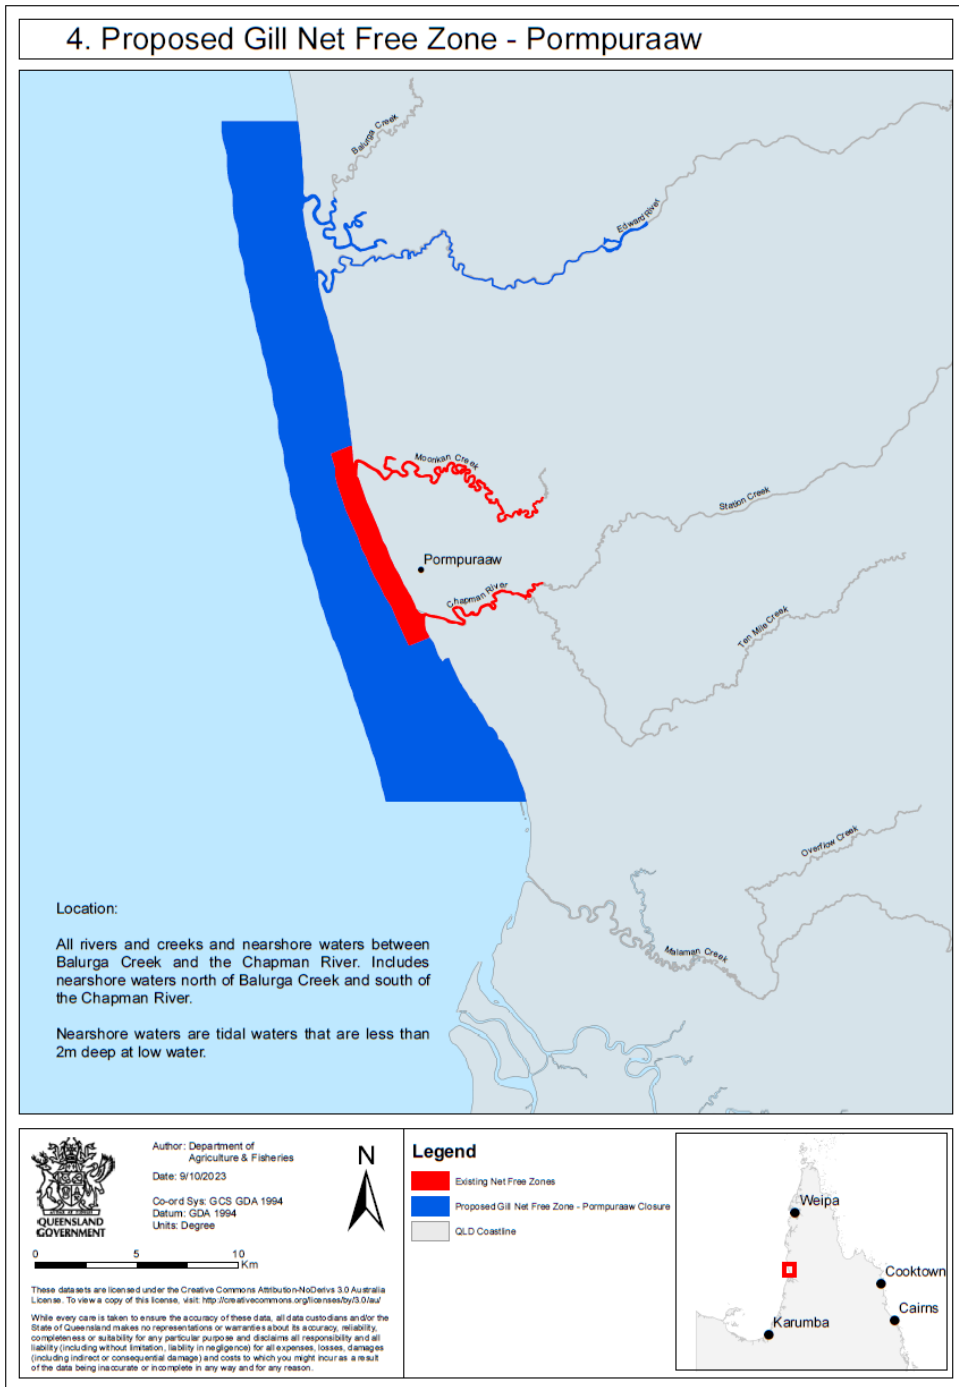 4. Proposed Gill Net Free Zone - Pormpuraaw
Balurga Creek
Edward River
Moonkan Creek
Station Creek
Pormpuraaw
Chapman River
Ten Mile Creek
Overflow Creek
Malaman Creek
Location:
All rivers and creeks and nearshore waters between
Balurga Creek and the Chapman River. Includes
nearshore waters north of Balurga Creek and south of
the Chapman River.
Nearshore waters are tidal waters that are less than
2m deep at low water.
QUEENSLAND
GOVERNMENT
Author: Department of
Agriculture & Fisheries
Date: 9/10/2023
Co-ord Sys: GCS GDA 1994
Datum: GDA 1994
Units: Degree
N
0 5 10
Km
These datasets are licensed under the Creative Commons Attribution-NoDerivs 3.0 Australia
License. To view a copy of this license, visit: http://creativecommons.org/licenses/by/3.0/au/
While every care is taken to ensure the accuracy of these data, all data custodians and/or the
State of Queensland makes no representations or warranties about its accuracy, reliability,
completeness or suitability for any particular purpose and disclaims all responsibility and all
liability (including without limitation, liability in negligence) for all expenses, losses, damages
(including indirect or consequential damage) and costs to which you might incur as a result
of the data being inaccurate or incomplete in any way and for any reason.
Legend
Existing Net Free Zones
Proposed Gill Net Free Zone - Pormpuraaw Closure
QLD Coastline
Weipa
Cooktown
Cairns
Karumba